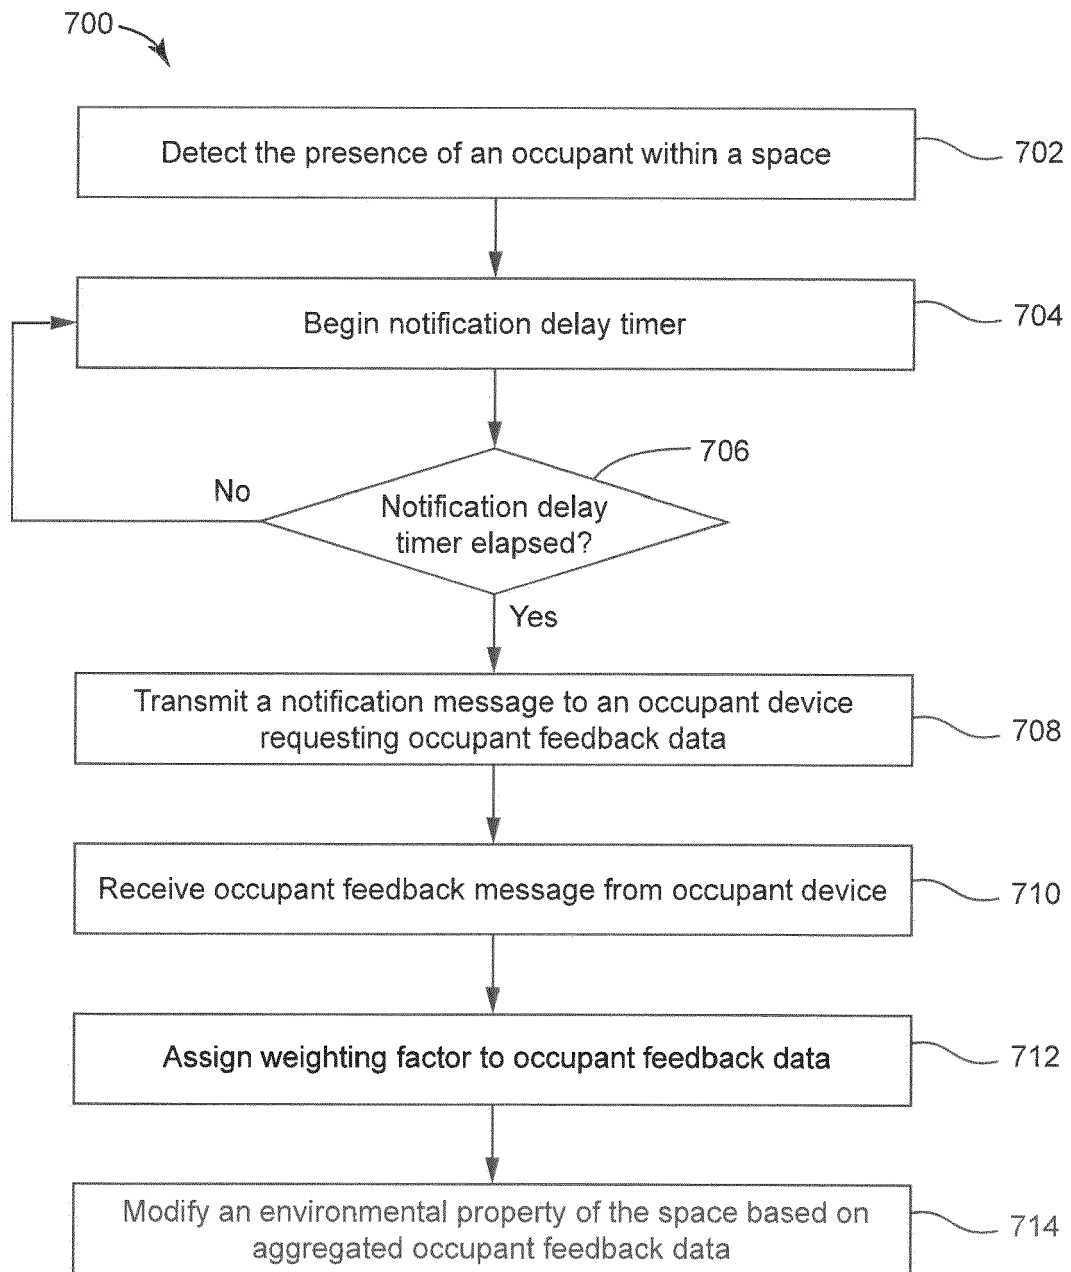 700
Detect the presence of an occupant within a space
702
Begin notification delay timer
704
706
No
Notification delay
timer elapsed?
Yes
Transmit a notification message to an occupant device
requesting occupant feedback data
708
Receive occupant feedback message from occupant device
710
Assign weighting factor to occupant feedback data
712
Modify an environmental property of the space based on
aggregated occupant feedback data
714